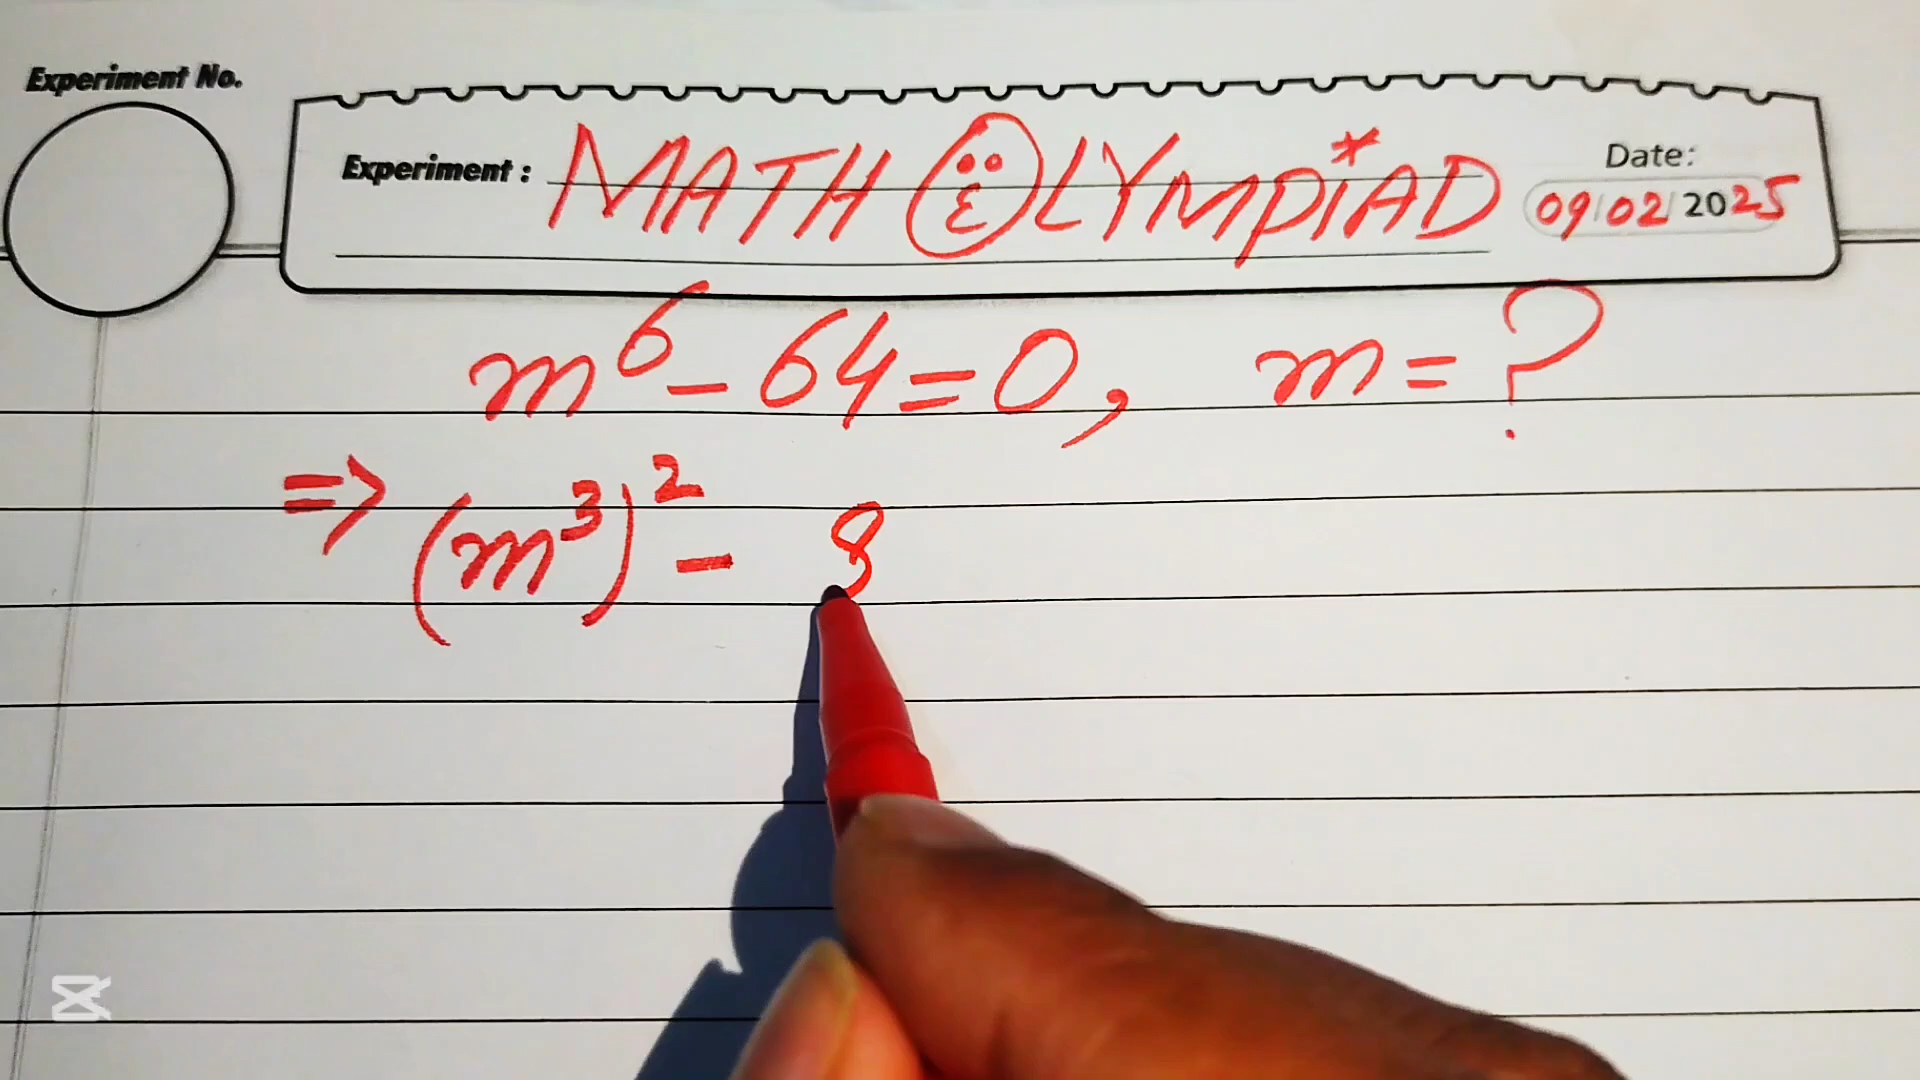 Experiment No.
Experiment : MATH OLYMPIAD
Date:
09/02/2025
m⁶ - 64 = 0, m = ?
=> (m³)² - 8